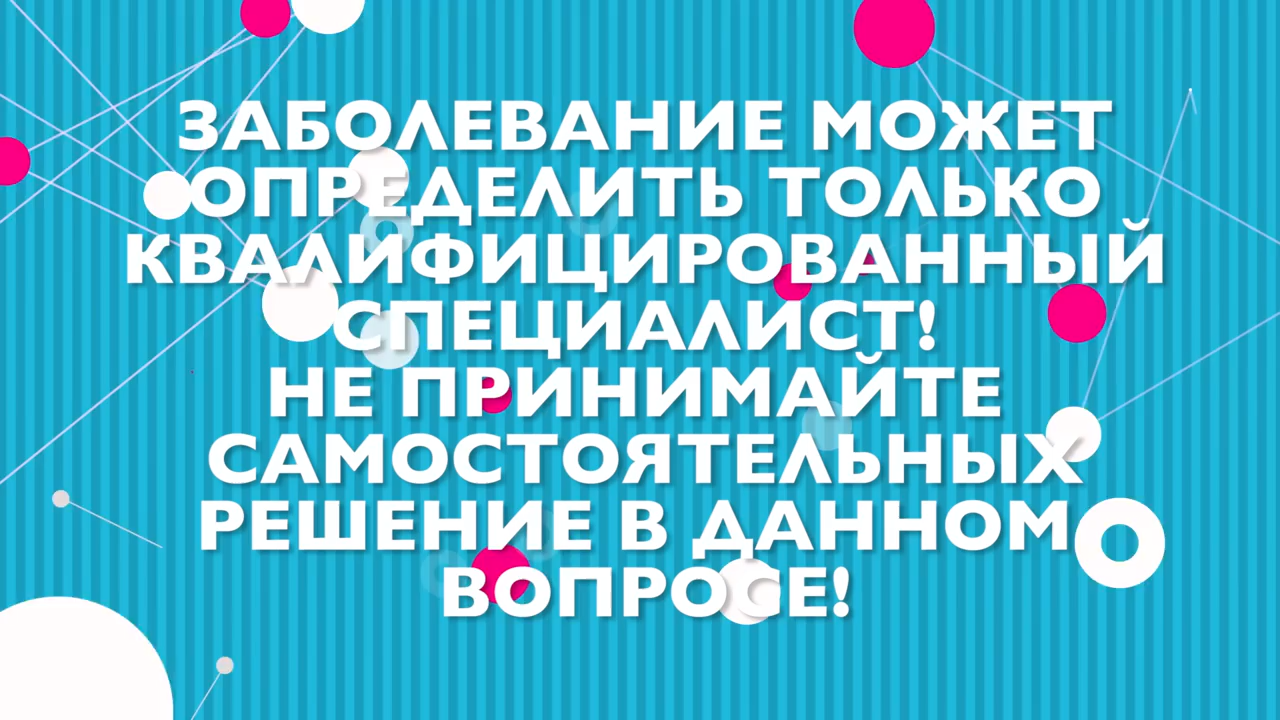 ЗАБОЛЕВАНИЕ МОЖЕТ
ОПРЕДЕЛИТЬ ТОЛЬКО
КВАЛИФИЦИРОВАННЫЙ
СПЕЦИАЛИСТ!
НЕ ПРИНИМАЙТЕ
САМОСТОЯТЕЛЬНЫХ
РЕШЕНИЕ В ДАННОМ
ВОПРОСЕ!